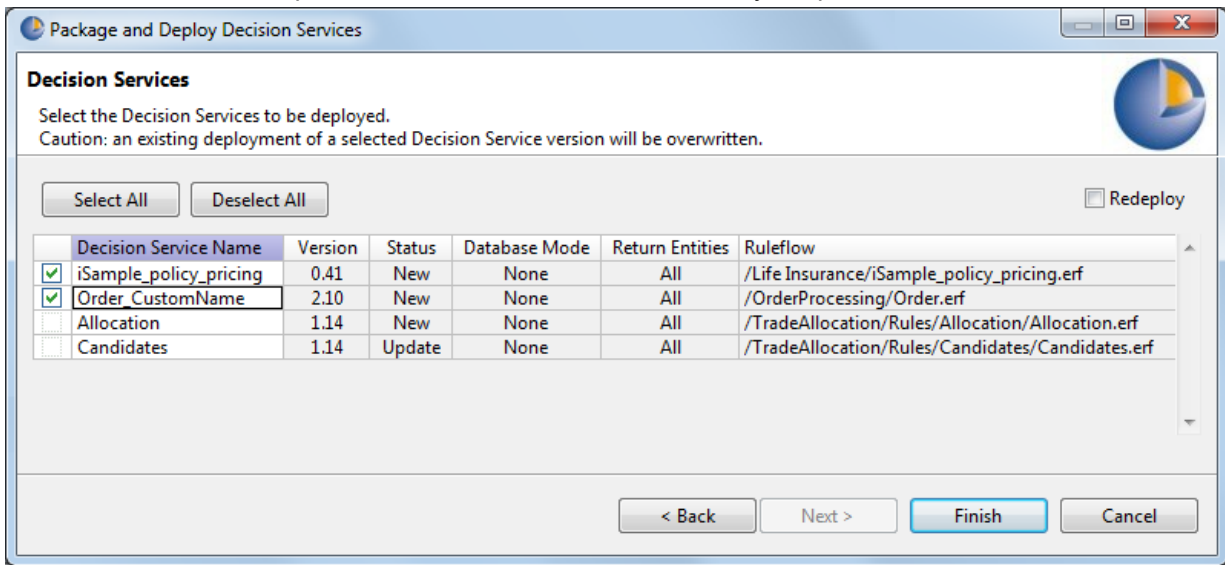 Package and Deploy Decision Services
Decision Services
Select the Decision Services to be deployed.
Caution: an existing deployment of a selected Decision Service version will be overwritten.
Select All Deselect All Redeploy
Decision Service Name Version Status Database Mode Return Entities Ruleflow
iSample_policy_pricing 0.41 New None All /Life Insurance/iSample_policy_pricing.erf
Order_CustomName 2.10 New None All /OrderProcessing/Order.erf
Allocation 1.14 New None All /TradeAllocation/Rules/Allocation/Allocation.erf
Candidates 1.14 Update None All /TradeAllocation/Rules/Candidates/Candidates.erf
< Back Next > Finish Cancel